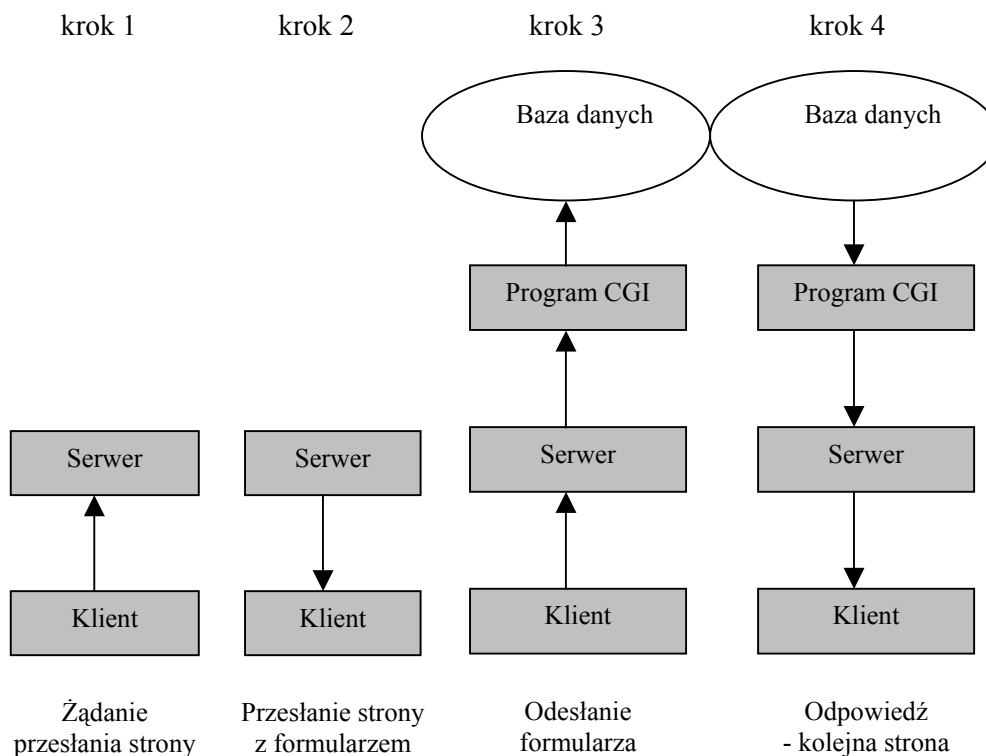 krok 1
krok 2
krok 3
krok 4
Baza danych
Baza danych
Program CGI
Program CGI
Serwer
Serwer
Serwer
Serwer
Klient
Klient
Klient
Klient
Żądanie
przesłania strony
Przesłanie strony
z formularzem
Odesłanie
formularza
Odpowiedź
- kolejna strona